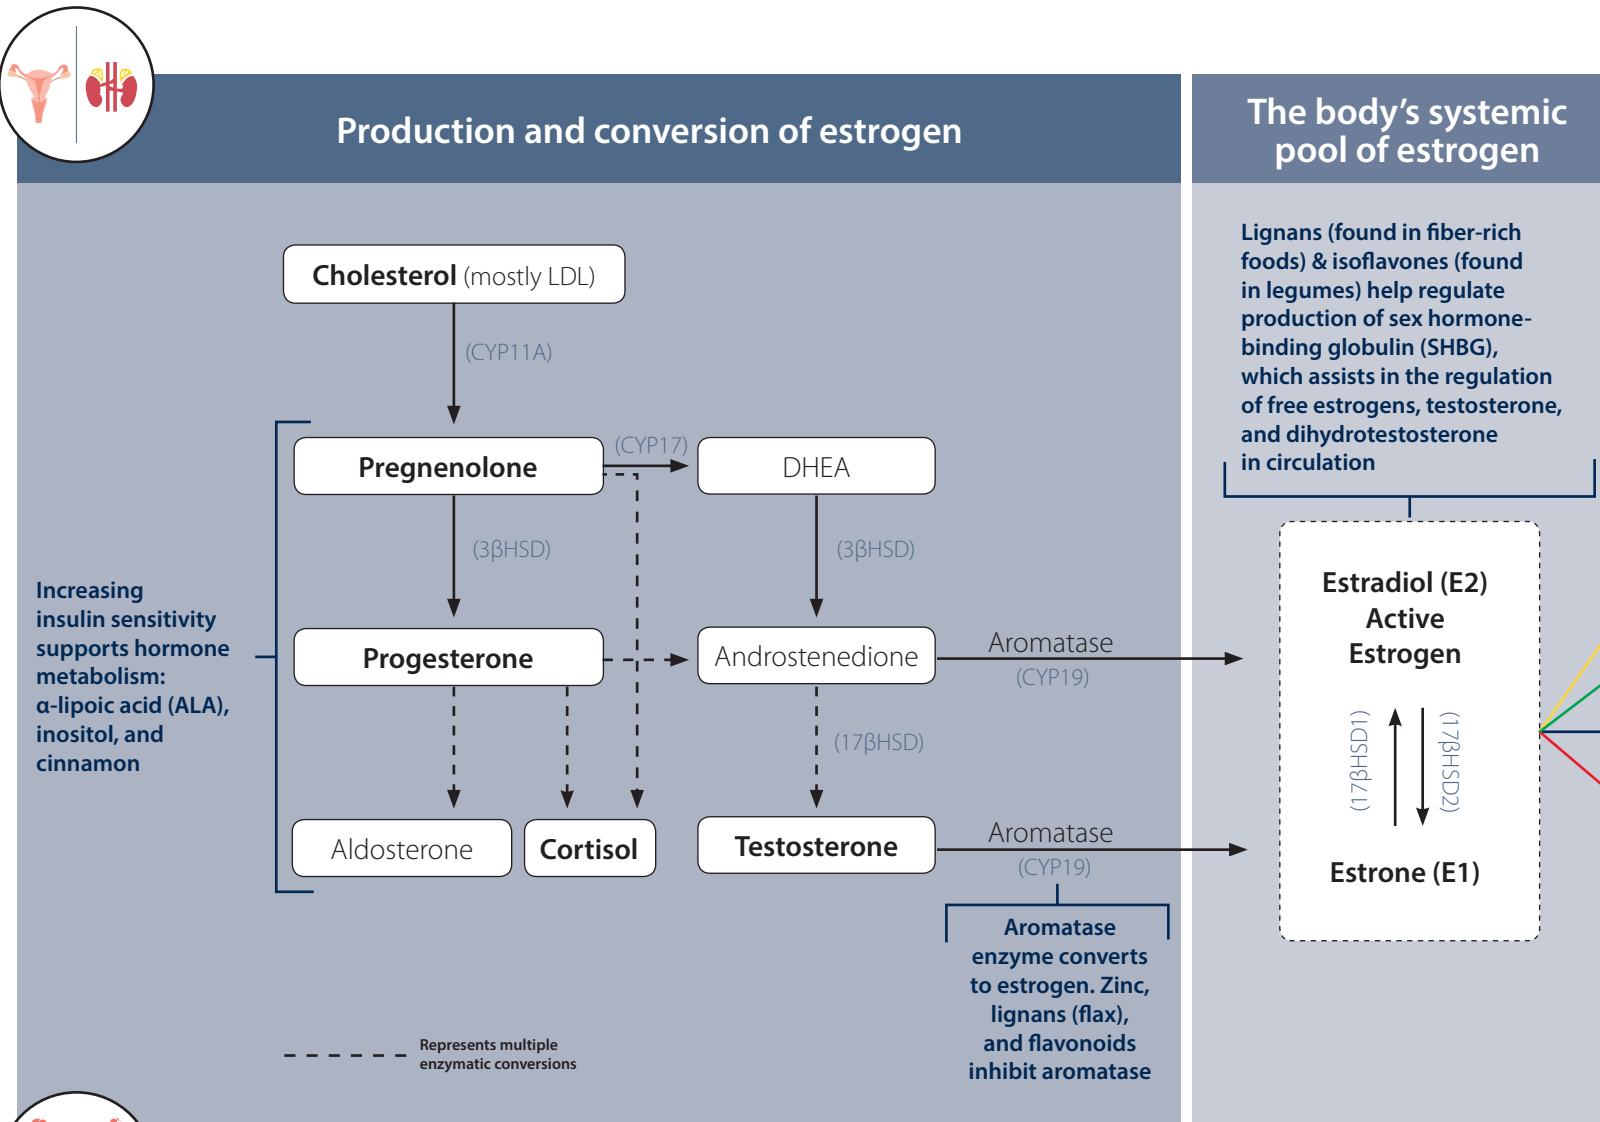 Production and conversion of estrogen
The body’s systemic
pool of estrogen
Cholesterol (mostly LDL)
(CYP11A)
Pregnenolone
(CYP17)
DHEA
(3βHSD)
(3βHSD)
Increasing
insulin sensitivity
supports hormone
metabolism:
α-lipoic acid (ALA),
inositol, and
cinnamon
Progesterone
Androstenedione
Aromatase
(CYP19)
(17βHSD)
Aldosterone
Cortisol
Testosterone
Aromatase
(CYP19)
Aromatase
enzyme converts
to estrogen. Zinc,
lignans (flax),
and flavonoids
inhibit aromatase
Represents multiple
enzymatic conversions
Lignans (found in fiber-rich
foods) & isoflavones (found
in legumes) help regulate
production of sex hormone-
binding globulin (SHBG),
which assists in the regulation
of free estrogens, testosterone,
and dihydrotestosterone
in circulation
Estradiol (E2)
Active
Estrogen
(17βHSD1)
(17βHSD2)
Estrone (E1)